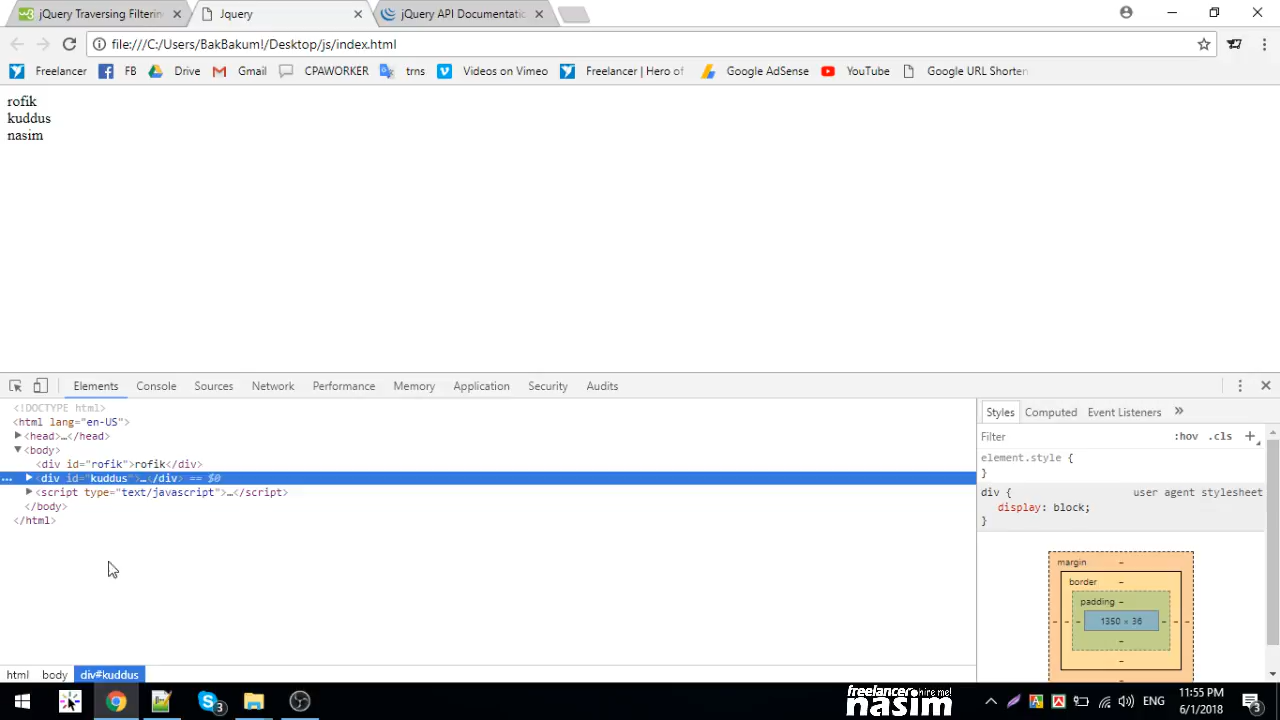 jQuery Traversing Filterin
Jquery
jQuery API Documentatio
file:///C:/Users/BakBakum!/Desktop/js/index.html
Freelancer
FB
Drive
Gmail
CPAWORKER
trns
Videos on Vimeo
Freelancer | Hero of
Google AdSense
YouTube
Google URL Shorten
rofik
kuddus
nasim
Elements
Console
Sources
Network
Performance
Memory
Application
Security
Audits
<!DOCTYPE html>
<html lang="en-US">
<head>…</head>
<body>
<div id="rofik">rofik</div>
… <div id="kuddus">…</div> == $0
<script type="text/javascript">…</script>
</body>
</html>
Styles Computed Event Listeners »
Filter :hov .cls +
element.style {
}
div { user agent stylesheet
display: block;
}
margin –
border –
padding –
– – – 1350 × 36 – – –
–
–
–
html body div#kuddus
3
freelancer hire me!
nasim
ENG
11:55 PM
6/1/2018
3